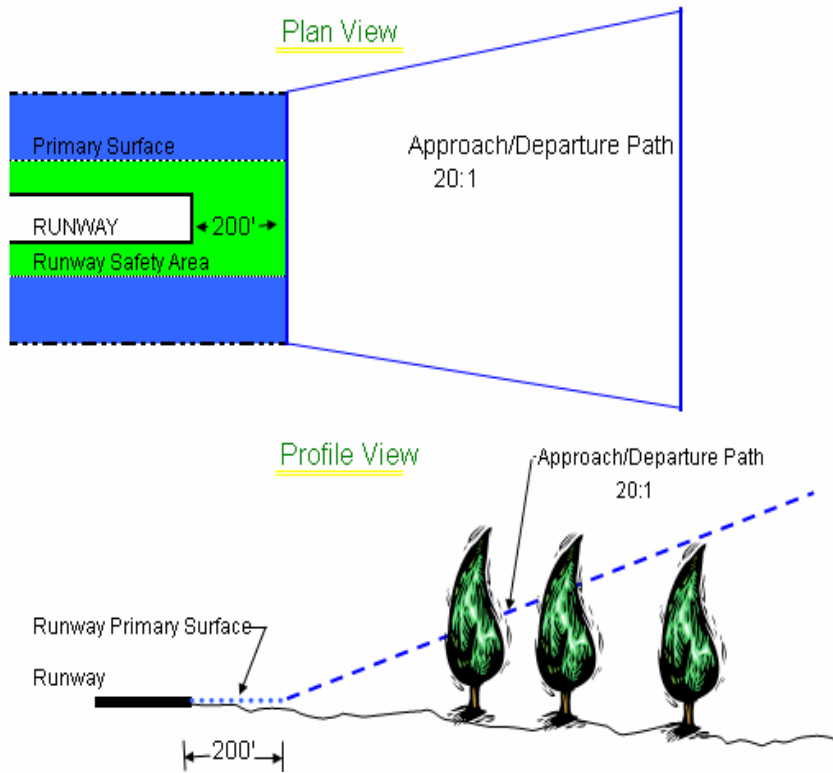 Plan View
Primary Surface
Approach/Departure Path
20:1
RUNWAY
200'
Runway Safety Area
Profile View
Approach/Departure Path
20:1
Runway Primary Surface
Runway
200'